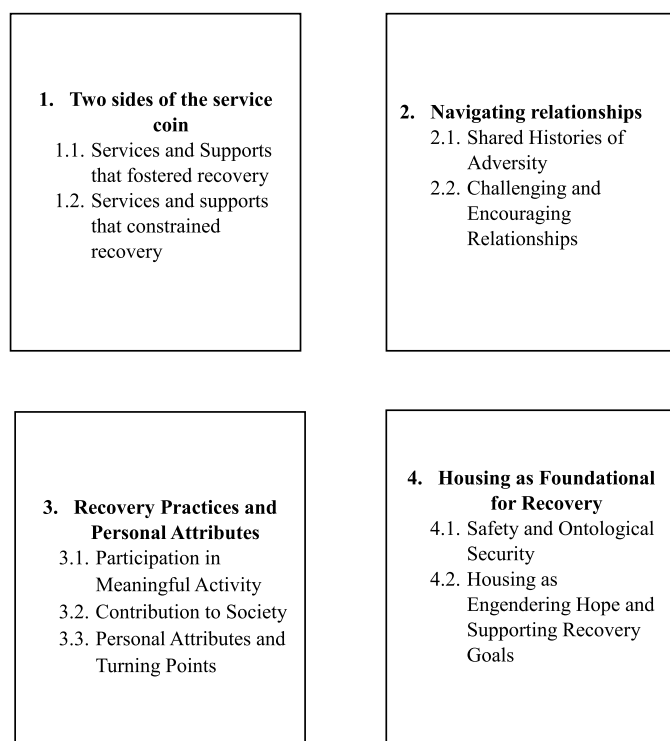 1. Two sides of the service
coin
1.1. Services and Supports
that fostered recovery
1.2. Services and supports
that constrained
recovery
2. Navigating relationships
2.1. Shared Histories of
Adversity
2.2. Challenging and
Encouraging
Relationships
3. Recovery Practices and
Personal Attributes
3.1. Participation in
Meaningful Activity
3.2. Contribution to Society
3.3. Personal Attributes and
Turning Points
4. Housing as Foundational
for Recovery
4.1. Safety and Ontological
Security
4.2. Housing as
Engendering Hope and
Supporting Recovery
Goals